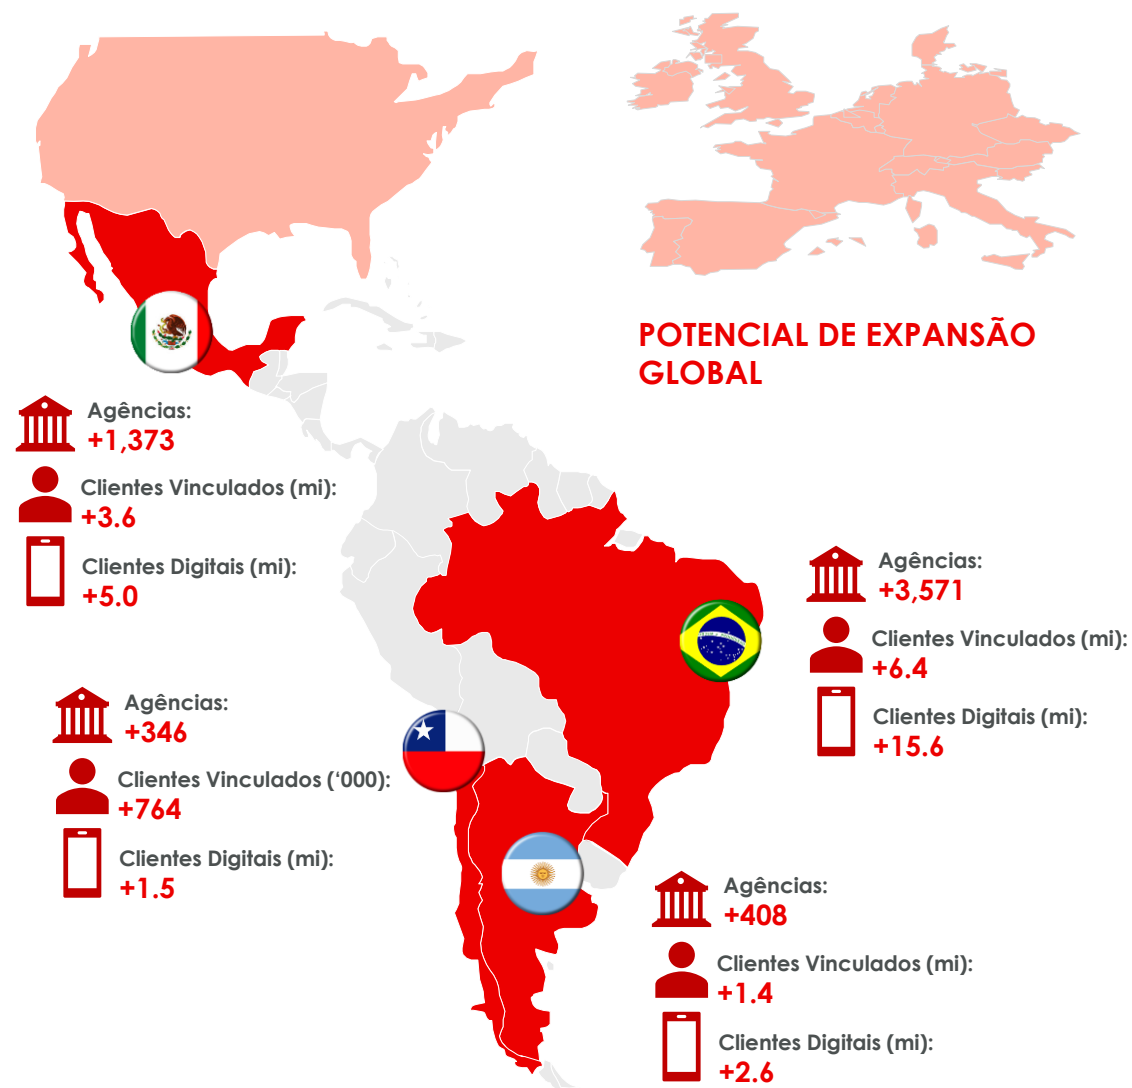 POTENCIAL DE EXPANSÃO
GLOBAL
Agências:
+1,373
Clientes Vinculados (mi):
+3.6
Clientes Digitais (mi):
+5.0
Agências:
+3,571
Clientes Vinculados (mi):
+6.4
Clientes Digitais (mi):
+15.6
Agências:
+346
Clientes Vinculados (‘000):
+764
Clientes Digitais (mi):
+1.5
Agências:
+408
Clientes Vinculados (mi):
+1.4
Clientes Digitais (mi):
+2.6